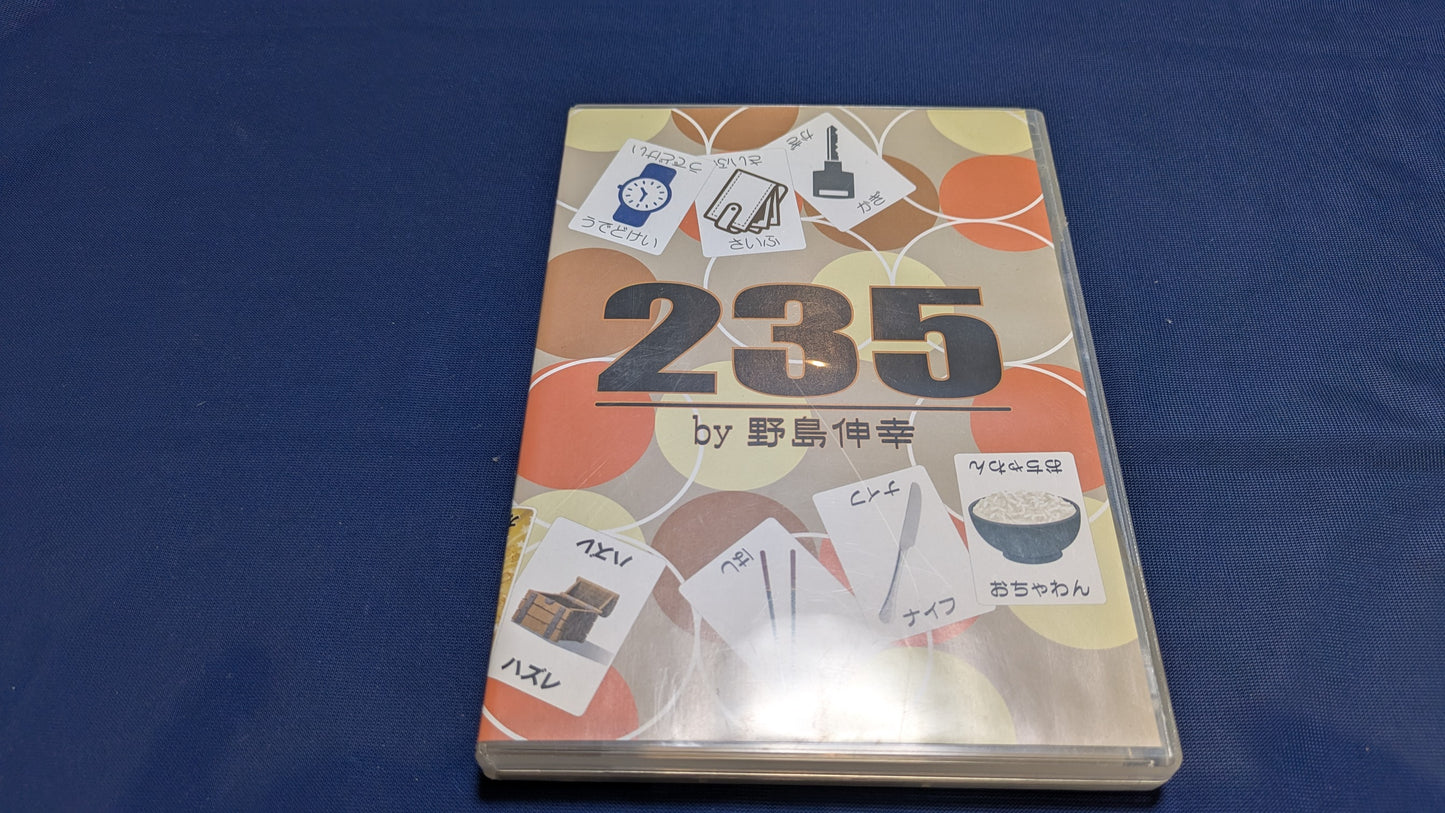 うでどけい
うでどけい
さいふ
さいふ
かぎ
かぎ
235
by 野島伸幸
おちゃわん
おちゃわん
ナイフ
ナイフ
はし
ハズレ
ハズレ